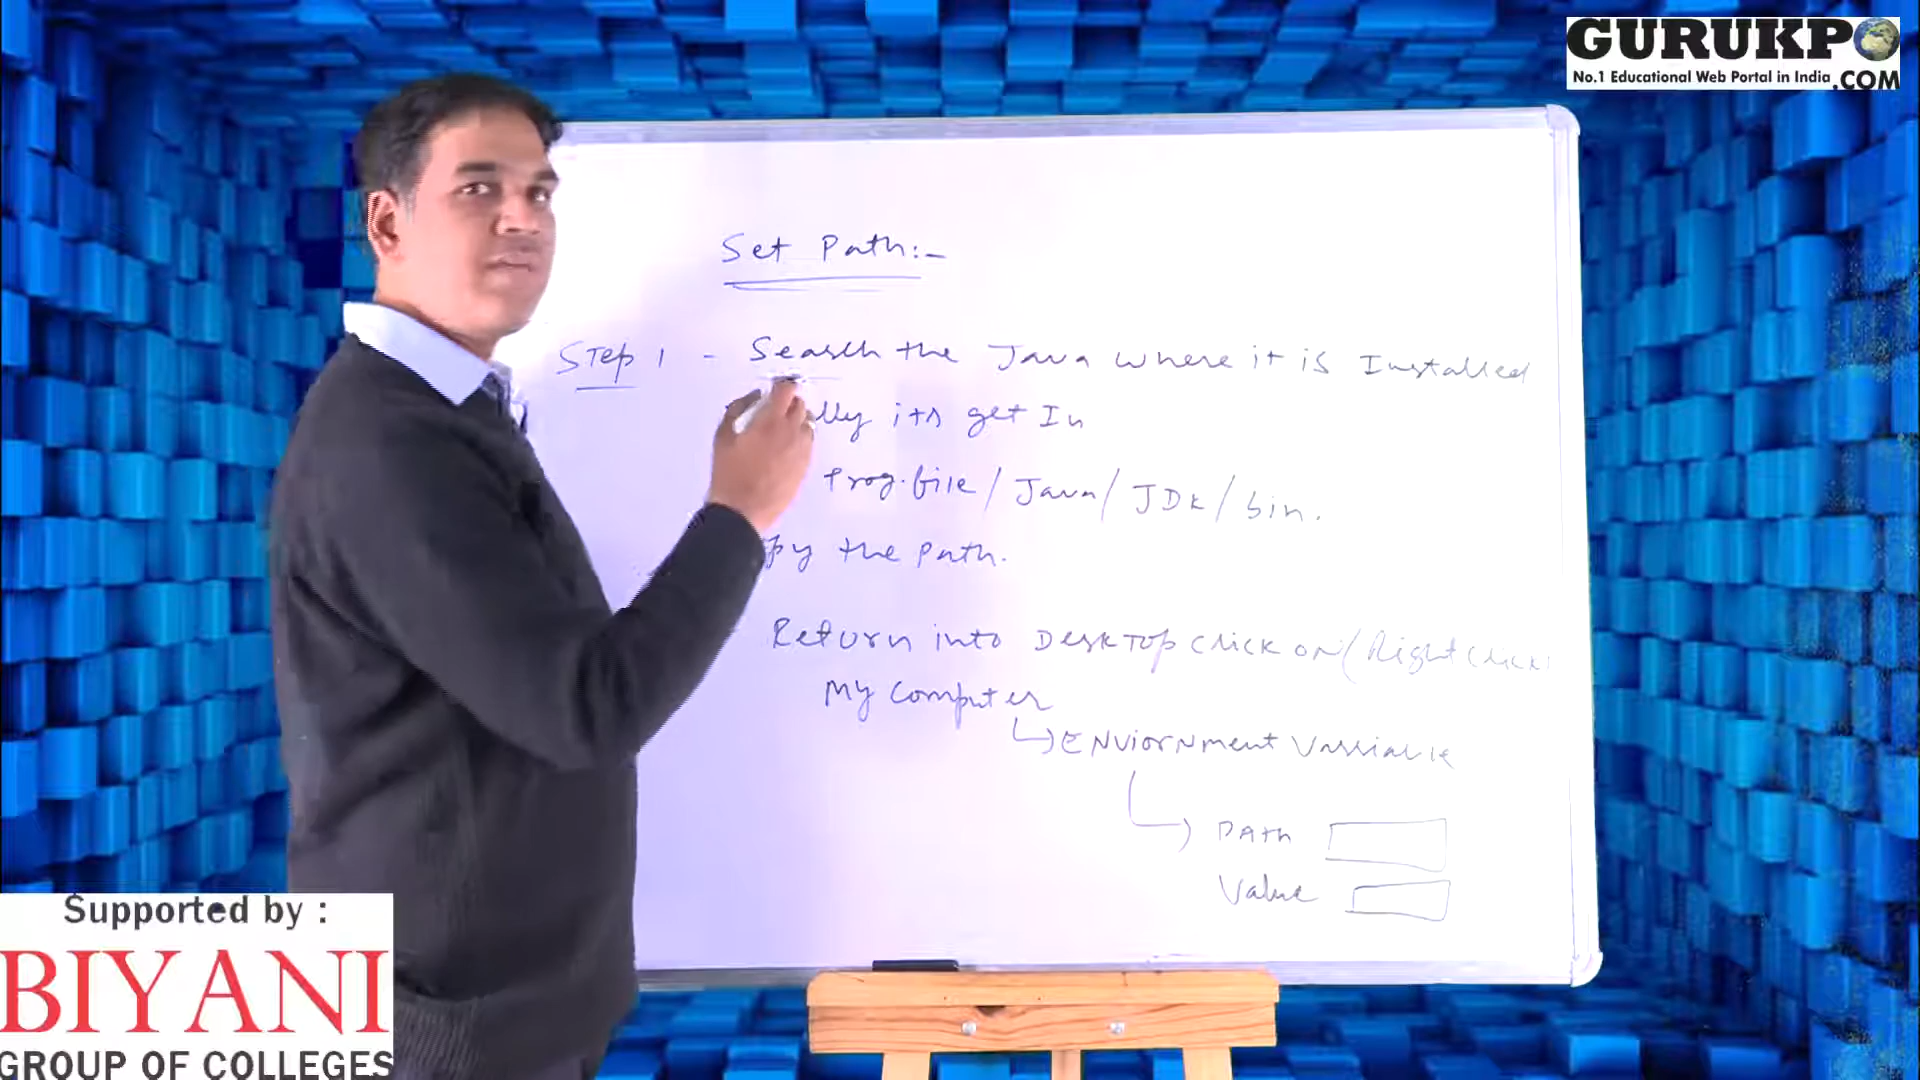 GURUKPO
No.1 Educational Web Portal in India .COM
Set Path:-
Step 1 - Search the Java where it is Installed
lly its get In
Prog.file / Java / JDK / bin.
py the Path.
Return into Desktop click on (Right click)
My Computer
Enviornment Varriable
Path
Value
Supported by :
BIYANI
GROUP OF COLLEGES